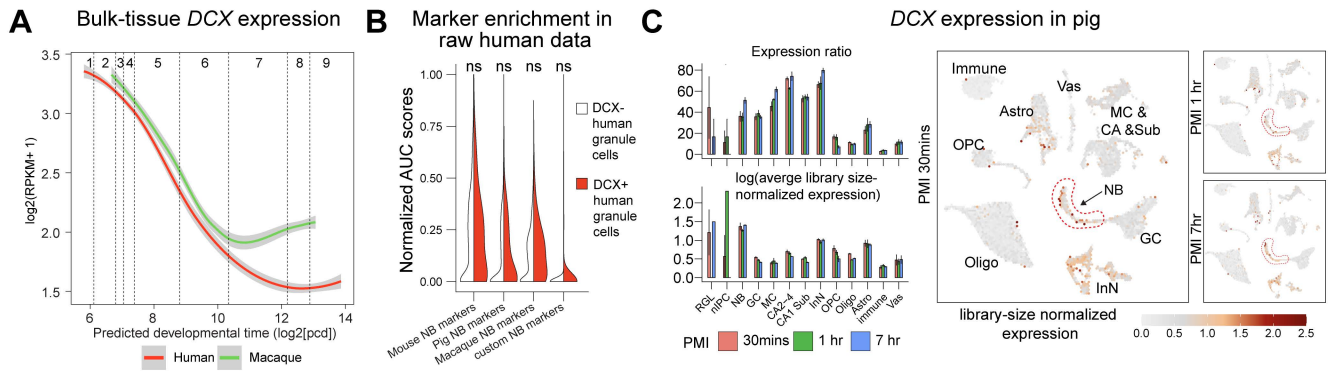 A
Bulk-tissue DCX expression
log2(RPKM+ 1)
3.5
3.0
2.5
2.0
1.5
1 2 3 4 5 6 7 8 9
6 8 10 12 14
Predicted developmental time (log2[pcd])
Human Macaque
B
Marker enrichment in
raw human data
Normalized AUC scores
1.00
0.75
0.50
0.25
0.00
ns ns ns ns
DCX-
human
granule
cells
DCX+
human
granule
cells
Mouse NB markers
Pig NB markers
Macaque NB markers
custom NB markers
C
DCX expression in pig
Expression ratio
80
60
40
20
0
log(averge library size-
normalized expression)
2.0
1.5
1.0
0.5
0.0
RGL
nIPC
NB
GC
MC
CA2-4
CA1 Sub
InN
OPC
Oligo
Astro
immune
Vas
PMI 30mins 1 hr 7 hr
PMI 30mins
Immune
Vas
Astro
MC &
CA &Sub
OPC
NB
GC
Oligo
InN
PMI 1 hr
PMI 7hr
library-size normalized
expression
0.0 0.5 1.0 1.5 2.0 2.5